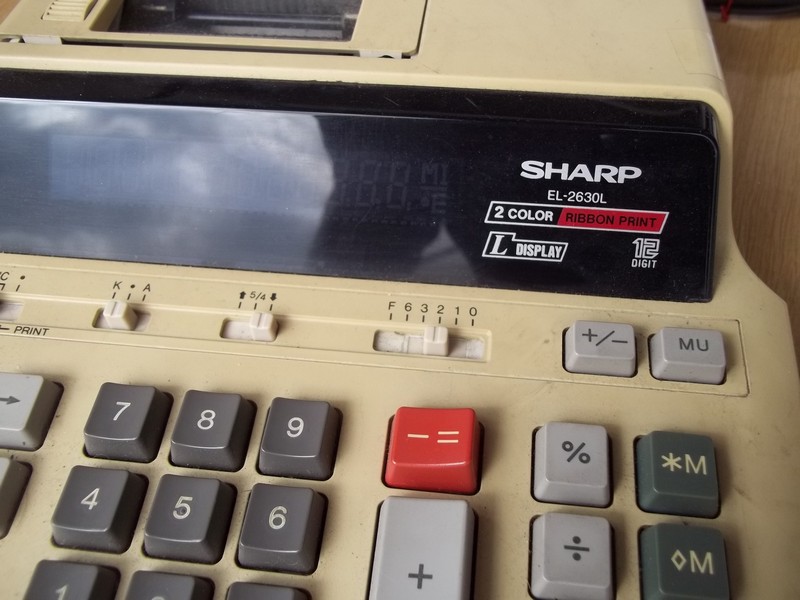 SHARP
EL-2630L
2 COLOR RIBBON PRINT
L DISPLAY
12 DIGIT
K • A
↑ 5/4 ↓
F 6 3 2 1 0
PRINT
+/− MU
→ 7 8 9 − = % ✱M
4 5 6 + ÷ ◊M
1